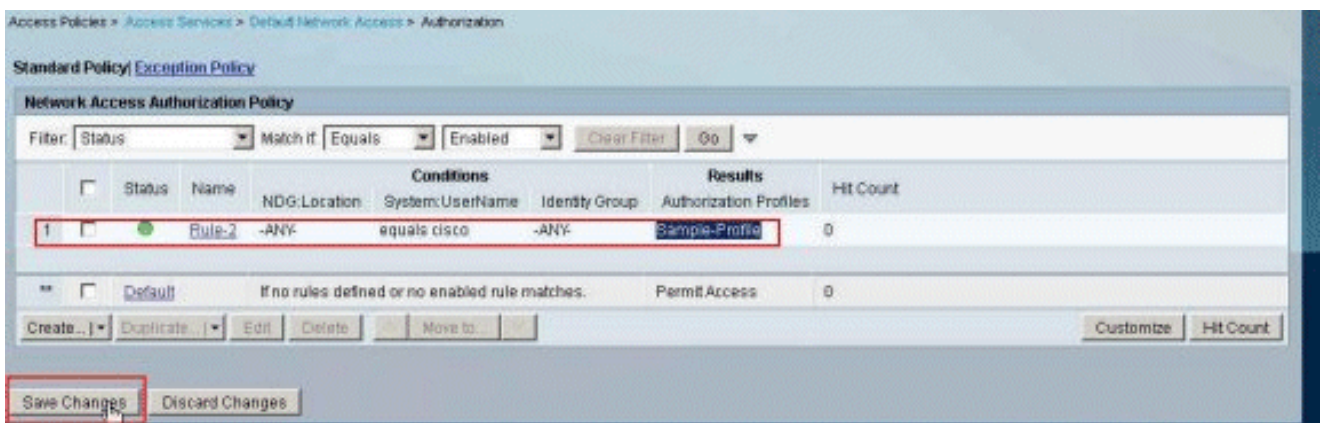 Access Policies > Access Services > Default Network Access > Authorization
Standard Policy| Exception Policy
Network Access Authorization Policy
Filter: Status Match if: Equals Enabled Clear Filter Go
Status Name Conditions Results Hit Count
NDG:Location System:UserName Identity Group Authorization Profiles
1 Rule-2 -ANY- equals cisco -ANY- Sample-Profile 0
** Default If no rules defined or no enabled rule matches. Permit Access 0
Create... | Duplicate... | Edit Delete Move to... Customize Hit Count
Save Changes Discard Changes